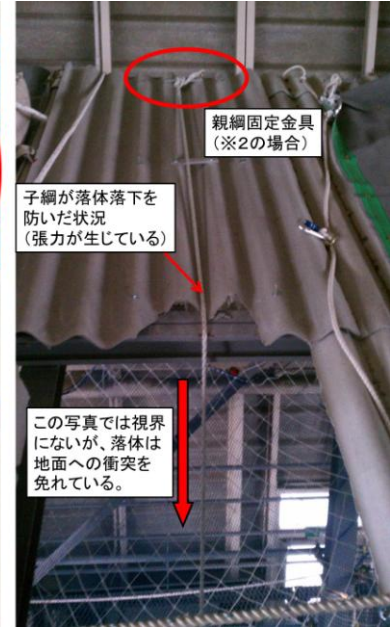 親綱固定金具
(※2の場合)
子綱が落体落下を
防いだ状況
(張力が生じている)
この写真では視界
にないが、落体は
地面への衝突を
免れている。